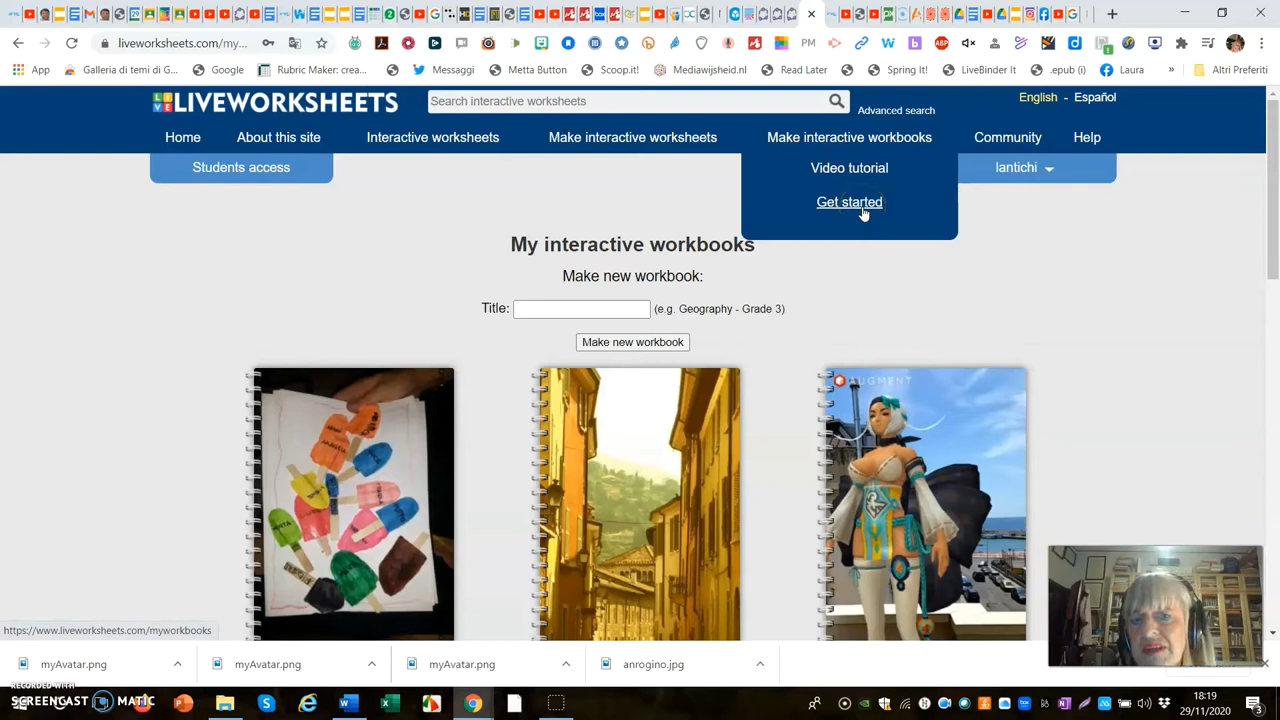 liveworksheets.com/my...
App
Galleria di temi di G...
Google
Rubric Maker: crea...
Messaggi
Metta Button
Scoop.it!
Mediawijsheid.nl
Read Later
Spring It!
LiveBinder It
.epub (i)
Laura
»
Altri Preferiti
LIVEWORKSHEETS
Search interactive worksheets
Advanced search
English - Español
Home
About this site
Interactive worksheets
Make interactive worksheets
Make interactive workbooks
Community
Help
Students access
Video tutorial
lantichi
Get started
My interactive workbooks
Make new workbook:
Title:
(e.g. Geography - Grade 3)
Make new workbook
AUGMENT
https://www.liveworksheets.com/myworkbooks
myAvatar.png
myAvatar.png
myAvatar.png
anrogino.jpg
RECORDED WITH
SCREENCAST MATIC
18:19
29/11/2020